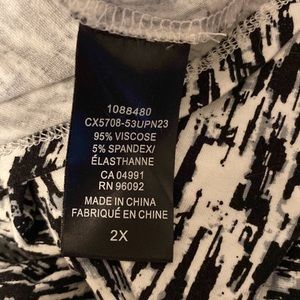 1088480
CX5708-53UPN23
95% VISCOSE
5% SPANDEX/
ÉLASTHANNE
CA 04991
RN 96092
MADE IN CHINA
FABRIQUÉ EN CHINE
2X